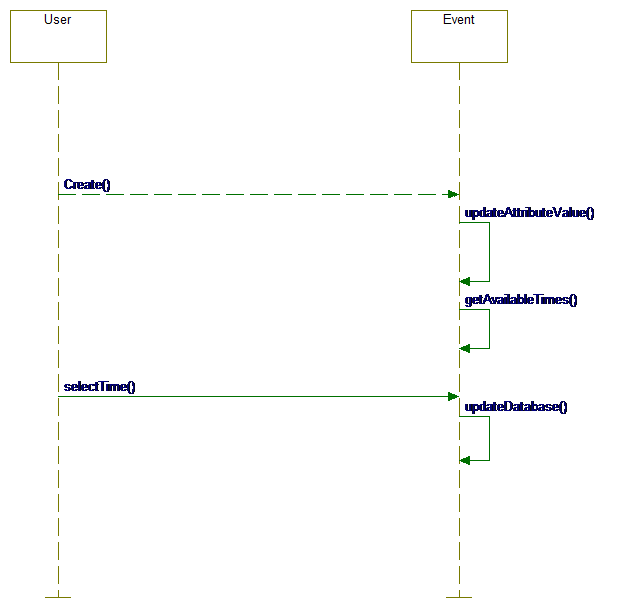 User
Event
Create()
updateAttributeValue()
getAvailableTimes()
selectTime()
updateDatabase()